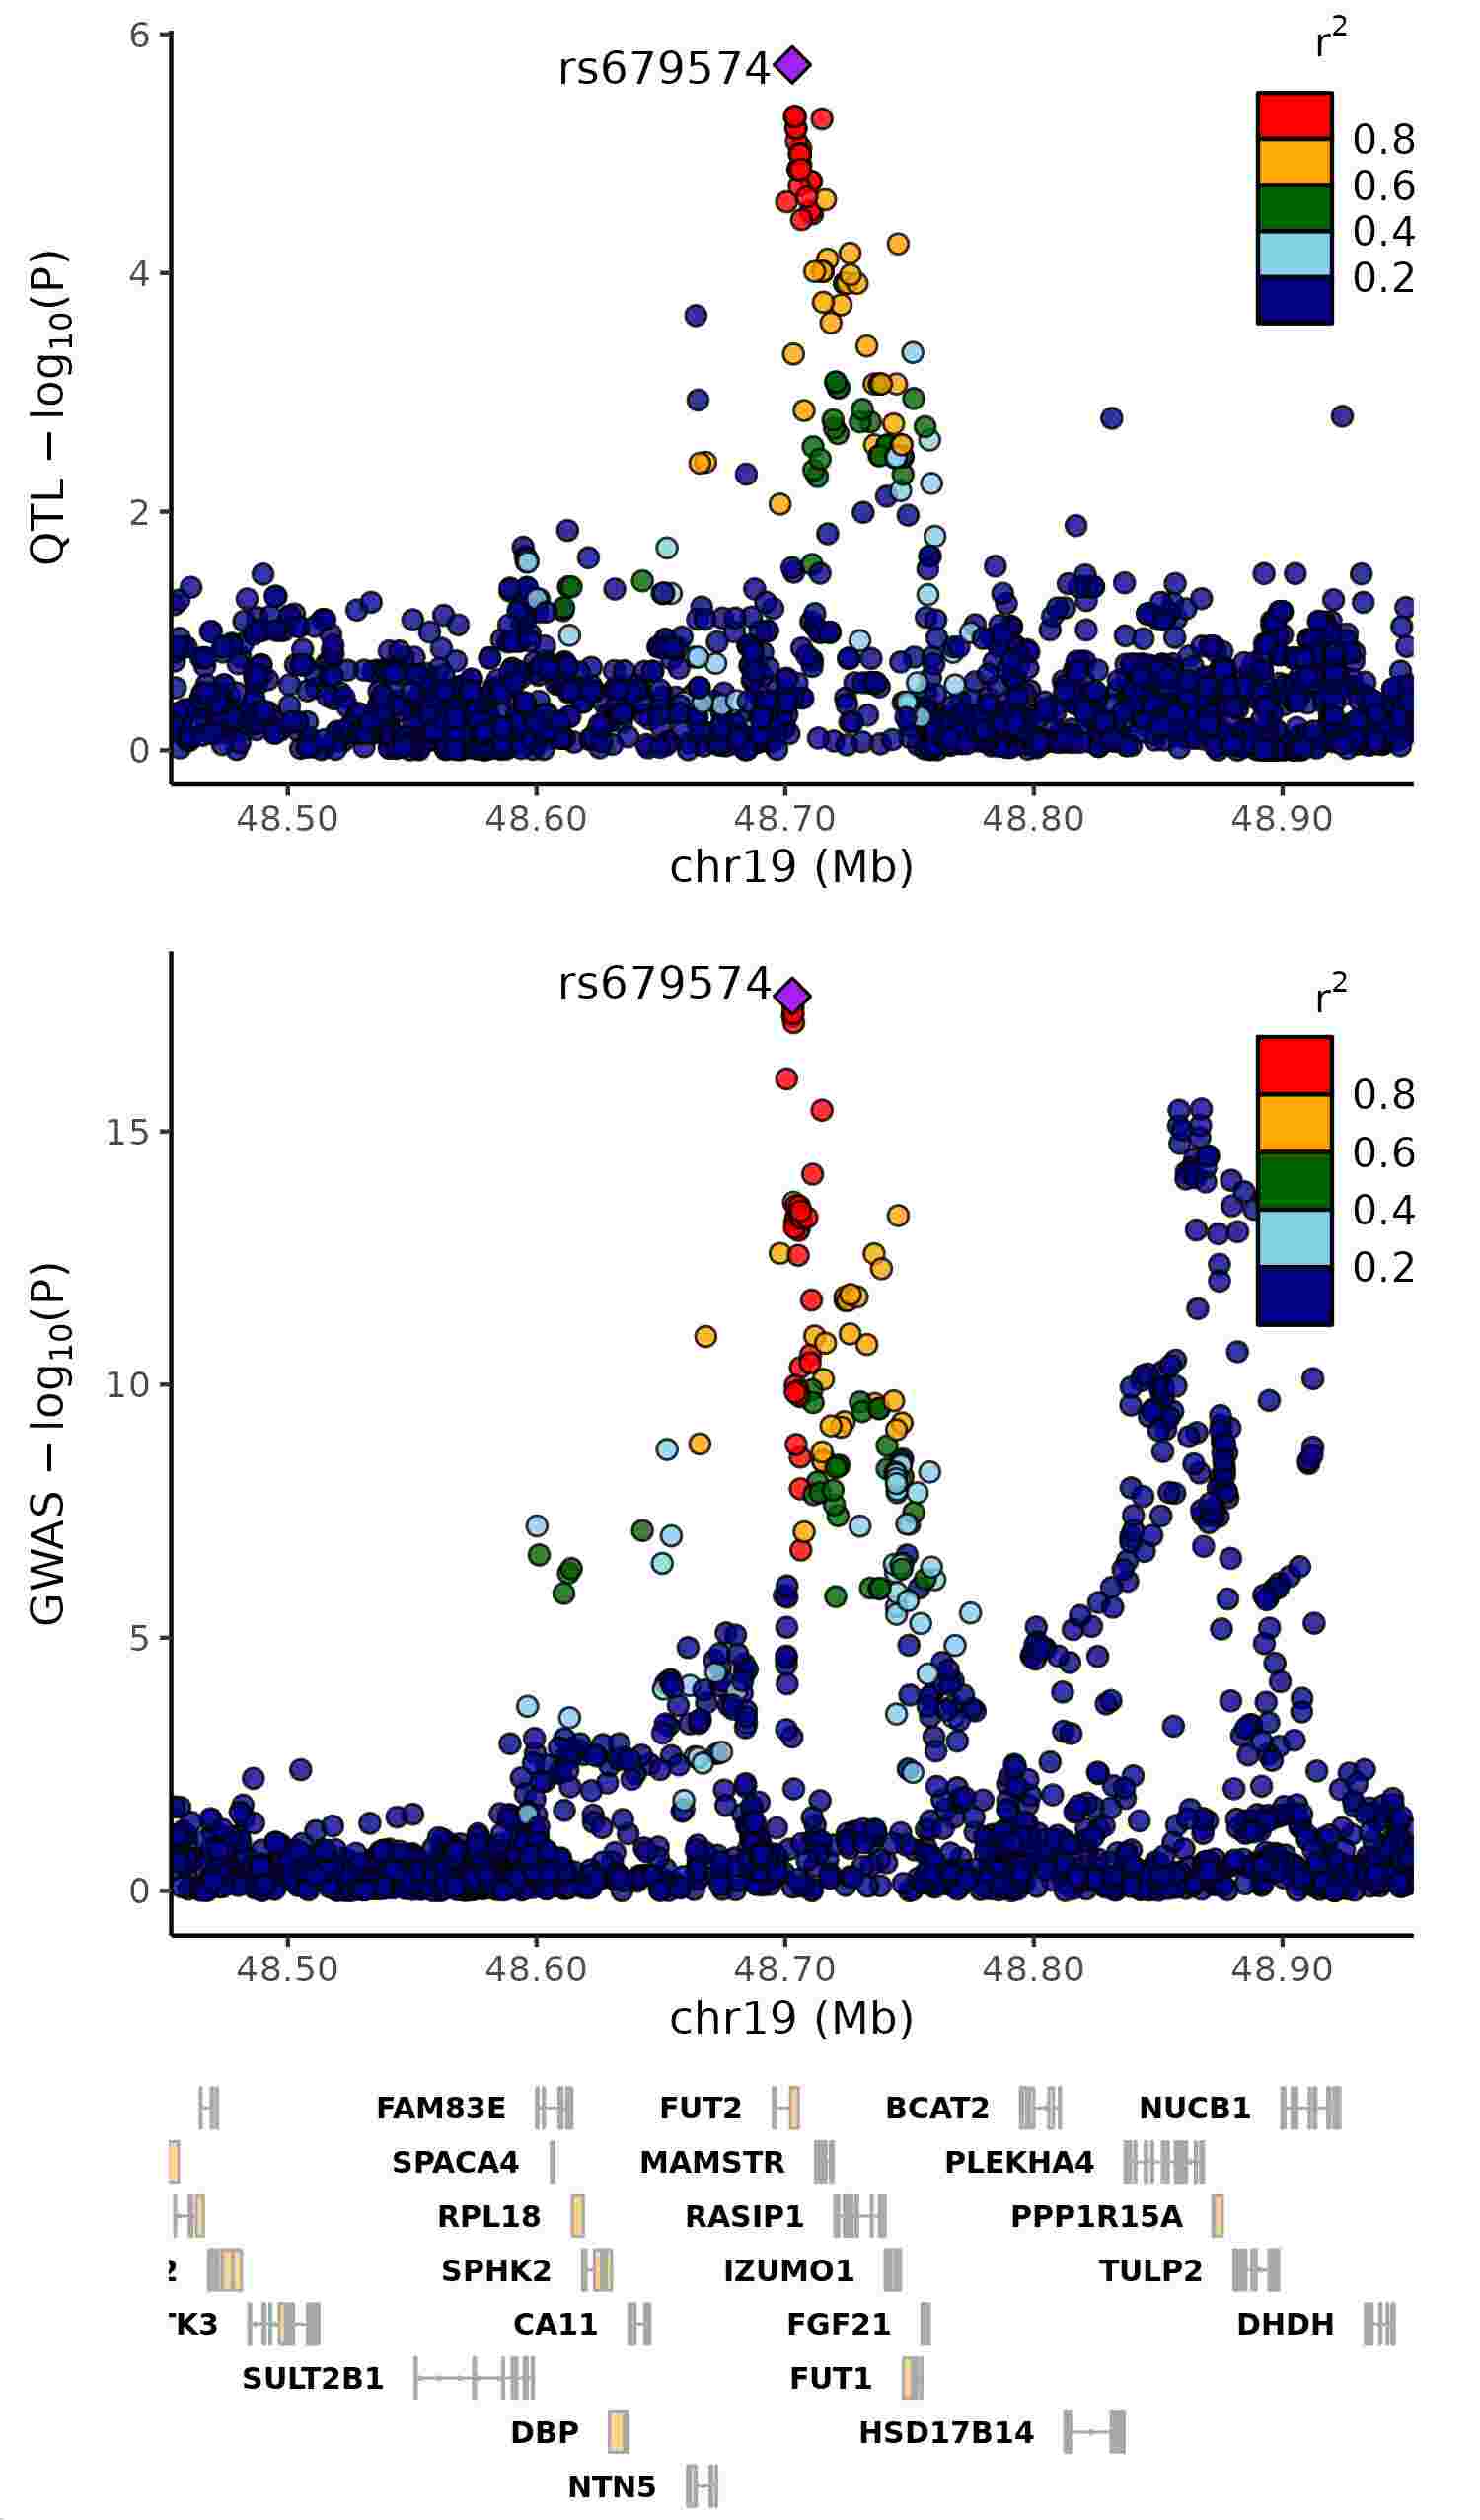 6
r2
rs679574
0.8
0.6
0.4
0.2
4
2
0
QTL − log10(P)
48.50 48.60 48.70 48.80 48.90
chr19 (Mb)
rs679574
r2
0.8
0.6
0.4
0.2
15
10
5
0
GWAS − log10(P)
48.50 48.60 48.70 48.80 48.90
chr19 (Mb)
FAM83E FUT2 BCAT2 NUCB1
SPACA4 MAMSTR PLEKHA4
RPL18 RASIP1 PPP1R15A
2 SPHK2 IZUMO1 TULP2
TK3 CA11 FGF21 DHDH
SULT2B1 FUT1
DBP HSD17B14
NTN5